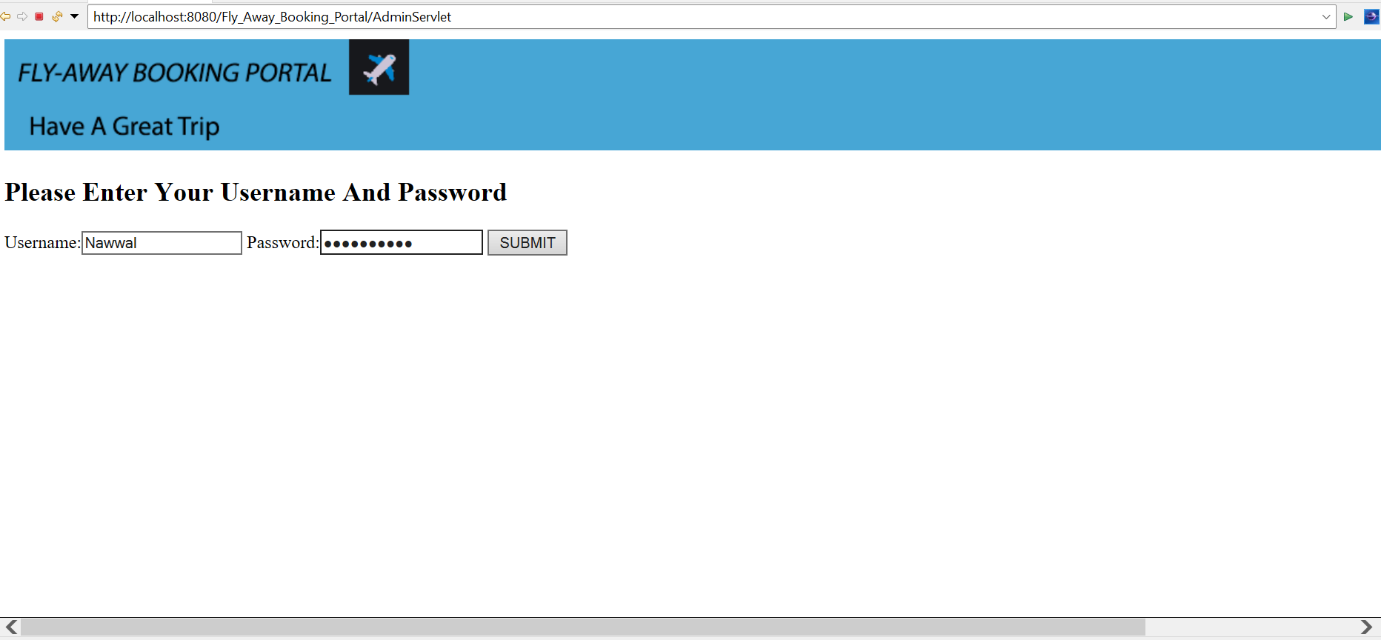 http://localhost:8080/Fly_Away_Booking_Portal/AdminServlet
FLY-AWAY BOOKING PORTAL
Have A Great Trip
Please Enter Your Username And Password
Username: Nawwal Password: ●●●●●●●●●● SUBMIT